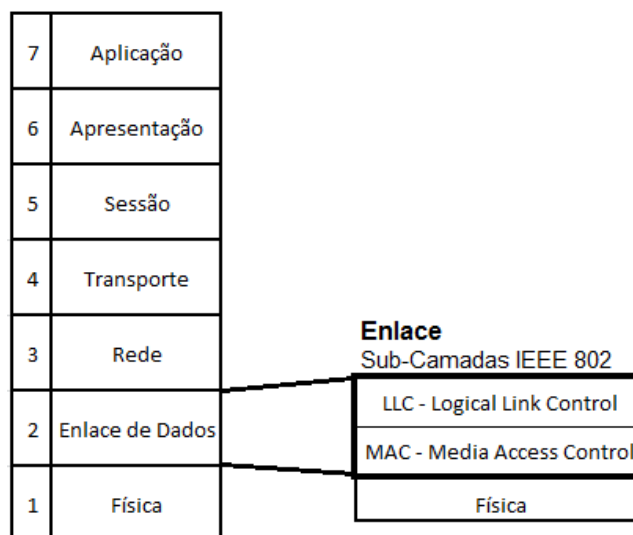 7 Aplicação
6 Apresentação
5 Sessão
4 Transporte
3 Rede
2 Enlace de Dados
1 Física
Enlace
Sub-Camadas IEEE 802
LLC - Logical Link Control
MAC - Media Access Control
Física